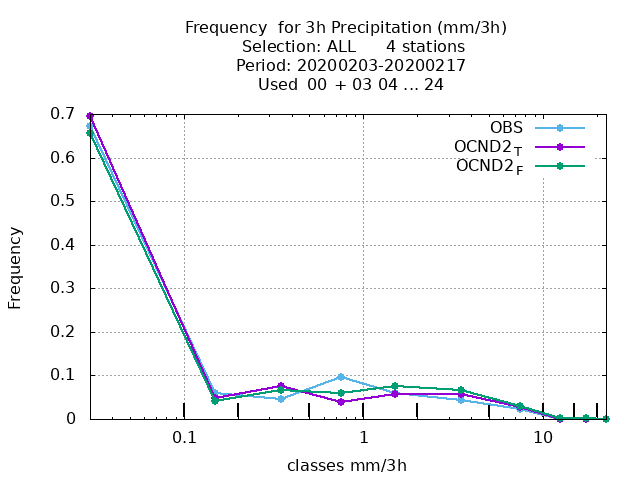 Frequency  for 3h Precipitation (mm/3h)
Selection: ALL      4 stations
Period: 20200203-20200217
Used  00  + 03 04 ... 24
OBS
OCND2T
OCND2F
0.7
0.6
0.5
0.4
0.3
0.2
0.1
0
Frequency
0.1 1 10
classes mm/3h